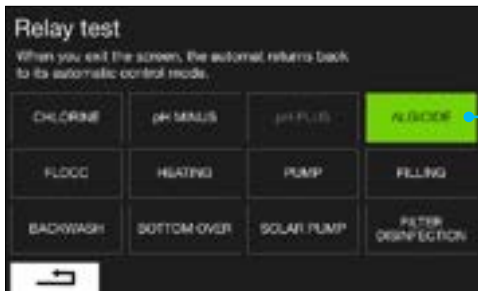 Relay test
When you exit the screen, the automat returns back
to its automatic control mode.
CHLORINE pH MINUS pH PLUS ALGICIDE
FLOCC HEATING PUMP FILLING
BACKWASH BOTTOM OVER SOLAR PUMP FILTER
DISINFECTION